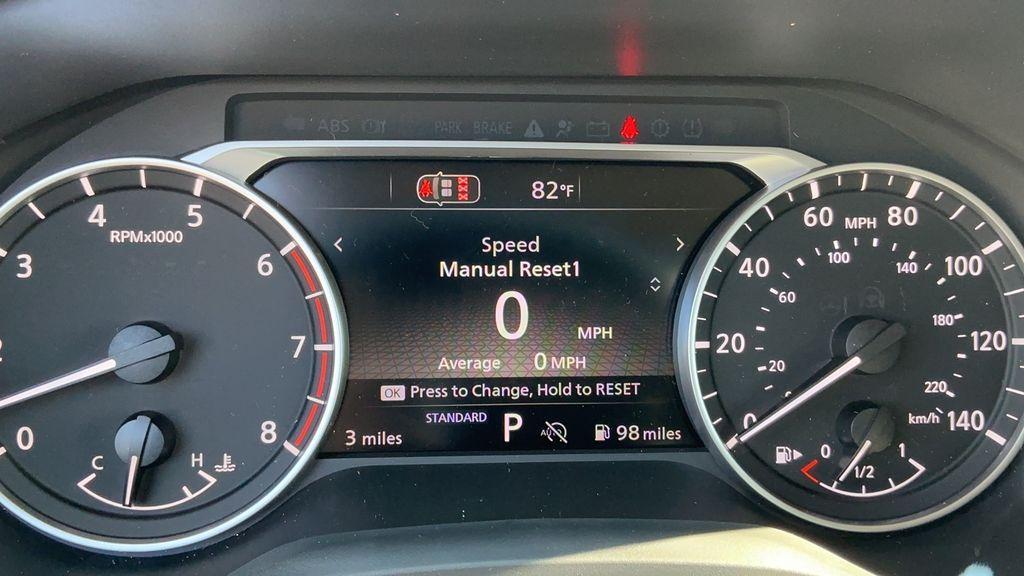 ABS
PARK BRAKE
82°F
Speed
Manual Reset1
0
MPH
Average 0 MPH
OK Press to Change, Hold to RESET
STANDARD
3 miles
P
AUTO
98 miles
RPMx1000
0
2
3
4
5
6
7
8
C
H
MPH
0
20
40
60
80
100
120
140
20
60
100
140
180
220
km/h
0
1/2
1